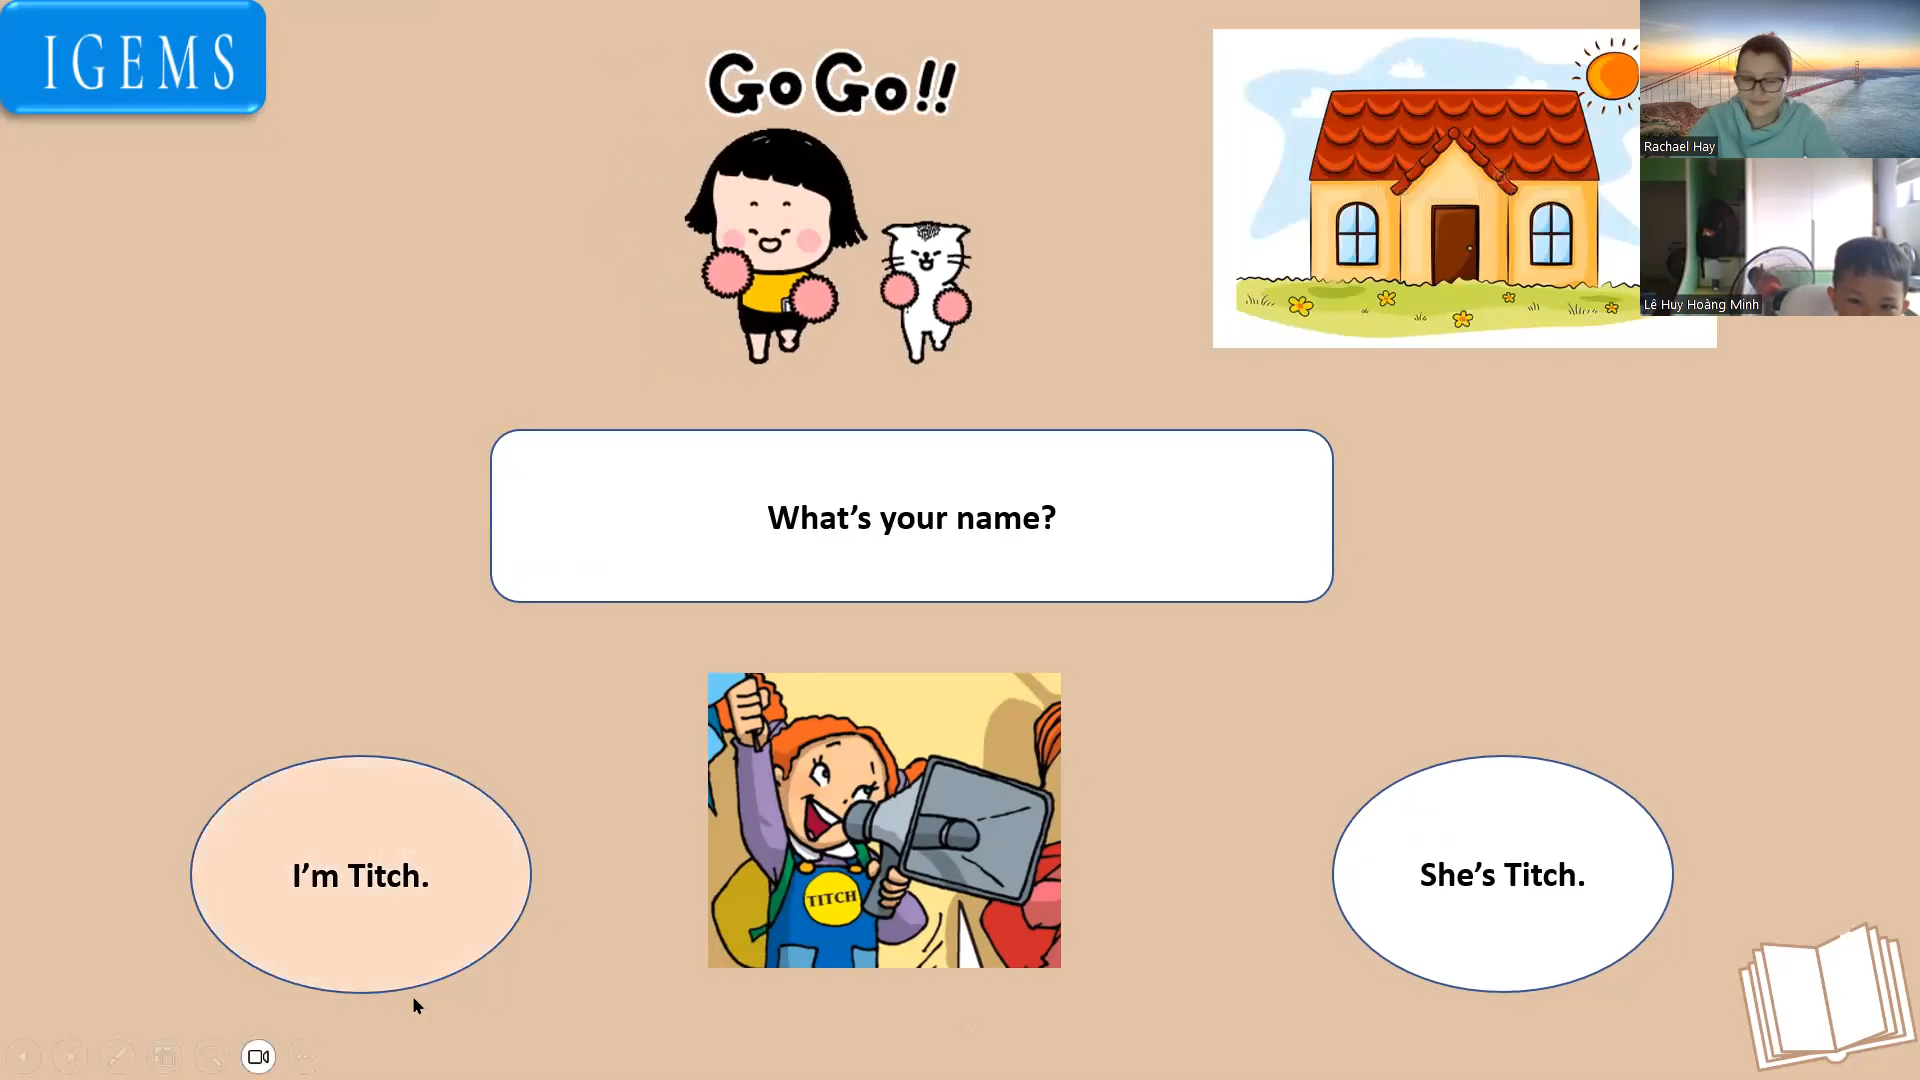 IGEMS
GoGo!!
Rachael Hay
Lê Huy Hoàng Minh
What's your name?
I'm Titch.
TITCH
She's Titch.